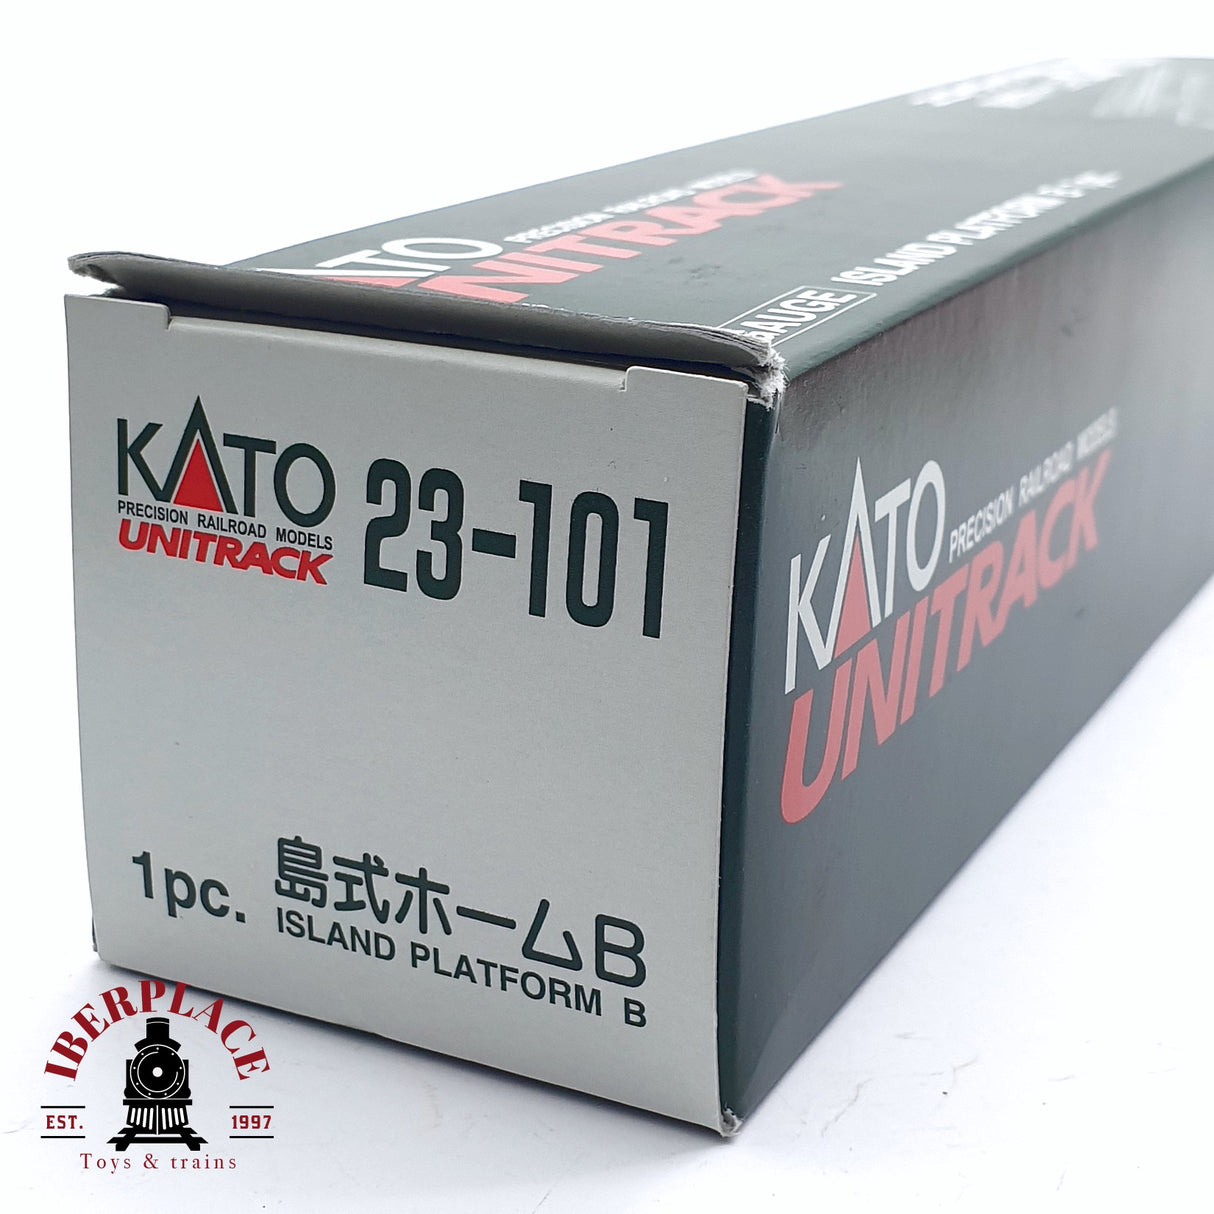 KATO
PRECISION RAILROAD MODELS
UNITRACK
GAUGE ISLAND PLATFORM B 1pc.
KATO
PRECISION RAILROAD MODELS
UNITRACK
23-101
1pc.
島式ホームB
ISLAND PLATFORM B
KATO
PRECISION RAILROAD MODELS
UNITRACK
IBERPLACE
EST. 1997
Toys & trains